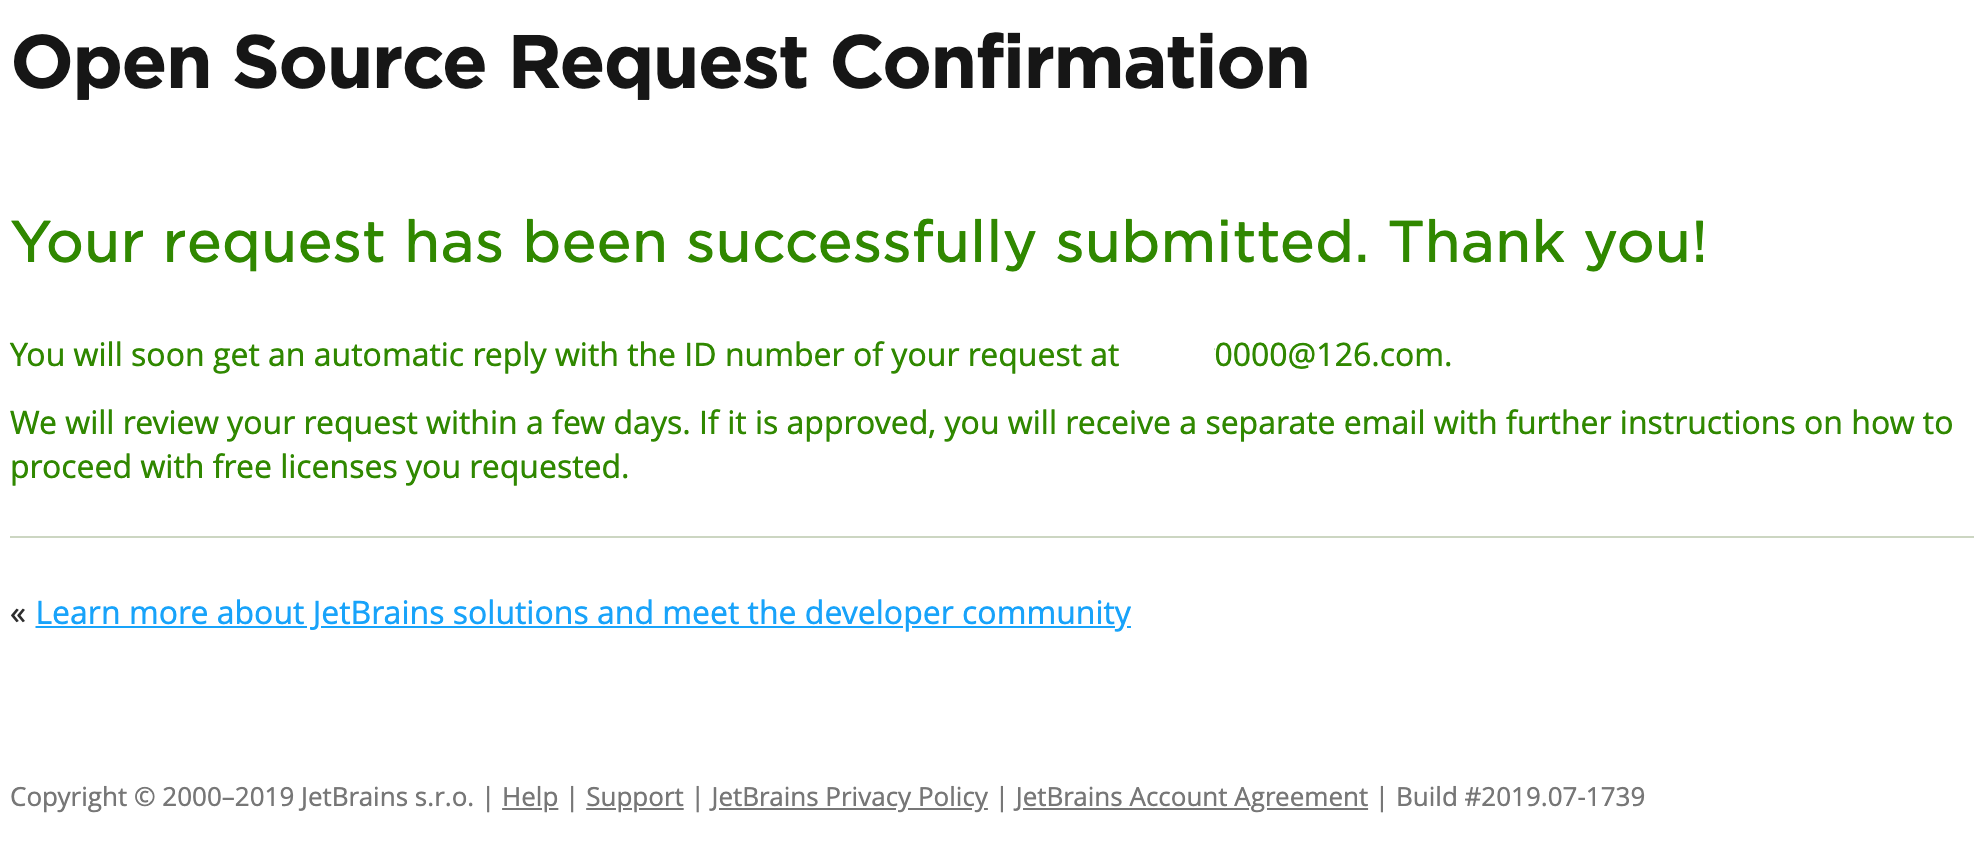 Open Source Request Confirmation
Your request has been successfully submitted. Thank you!
You will soon get an automatic reply with the ID number of your request at 0000@126.com.
We will review your request within a few days. If it is approved, you will receive a separate email with further instructions on how to
proceed with free licenses you requested.
« Learn more about JetBrains solutions and meet the developer community
Copyright © 2000–2019 JetBrains s.r.o. | Help | Support | JetBrains Privacy Policy | JetBrains Account Agreement | Build #2019.07-1739